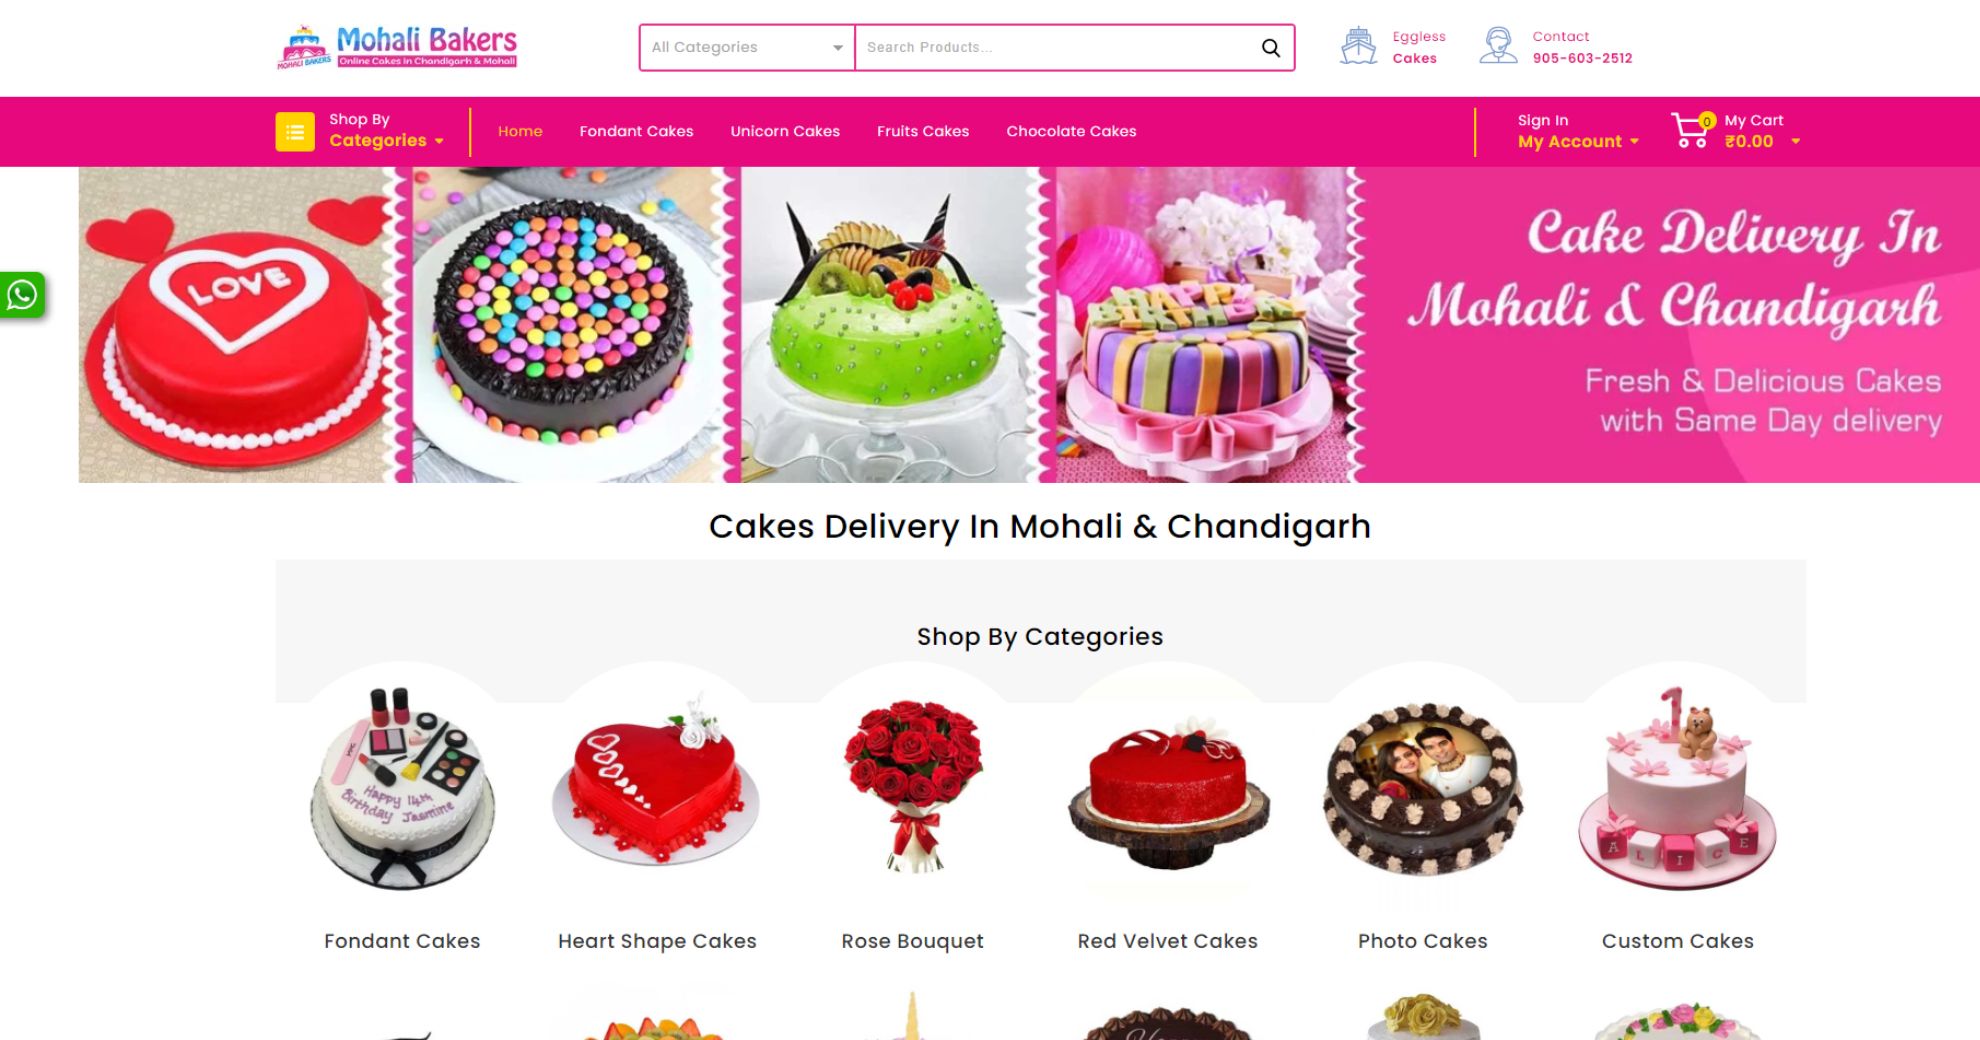 Mohali Bakers
Online Cakes in Chandigarh & Mohali
MOHALI BAKERS
All Categories
Search Products...
Eggless
Cakes
Contact
905-603-2512
Shop By
Categories
Home
Fondant Cakes
Unicorn Cakes
Fruits Cakes
Chocolate Cakes
Sign In
My Account
0
My Cart
₹0.00
LOVE
HAPPY
BIRTHDAY
Cake Delivery In
Mohali & Chandigarh
Fresh & Delicious Cakes
with Same Day delivery
Cakes Delivery In Mohali & Chandigarh
Shop By Categories
Happy 14th
Birthday Jasmine
1
ALICE
Fondant Cakes
Heart Shape Cakes
Rose Bouquet
Red Velvet Cakes
Photo Cakes
Custom Cakes